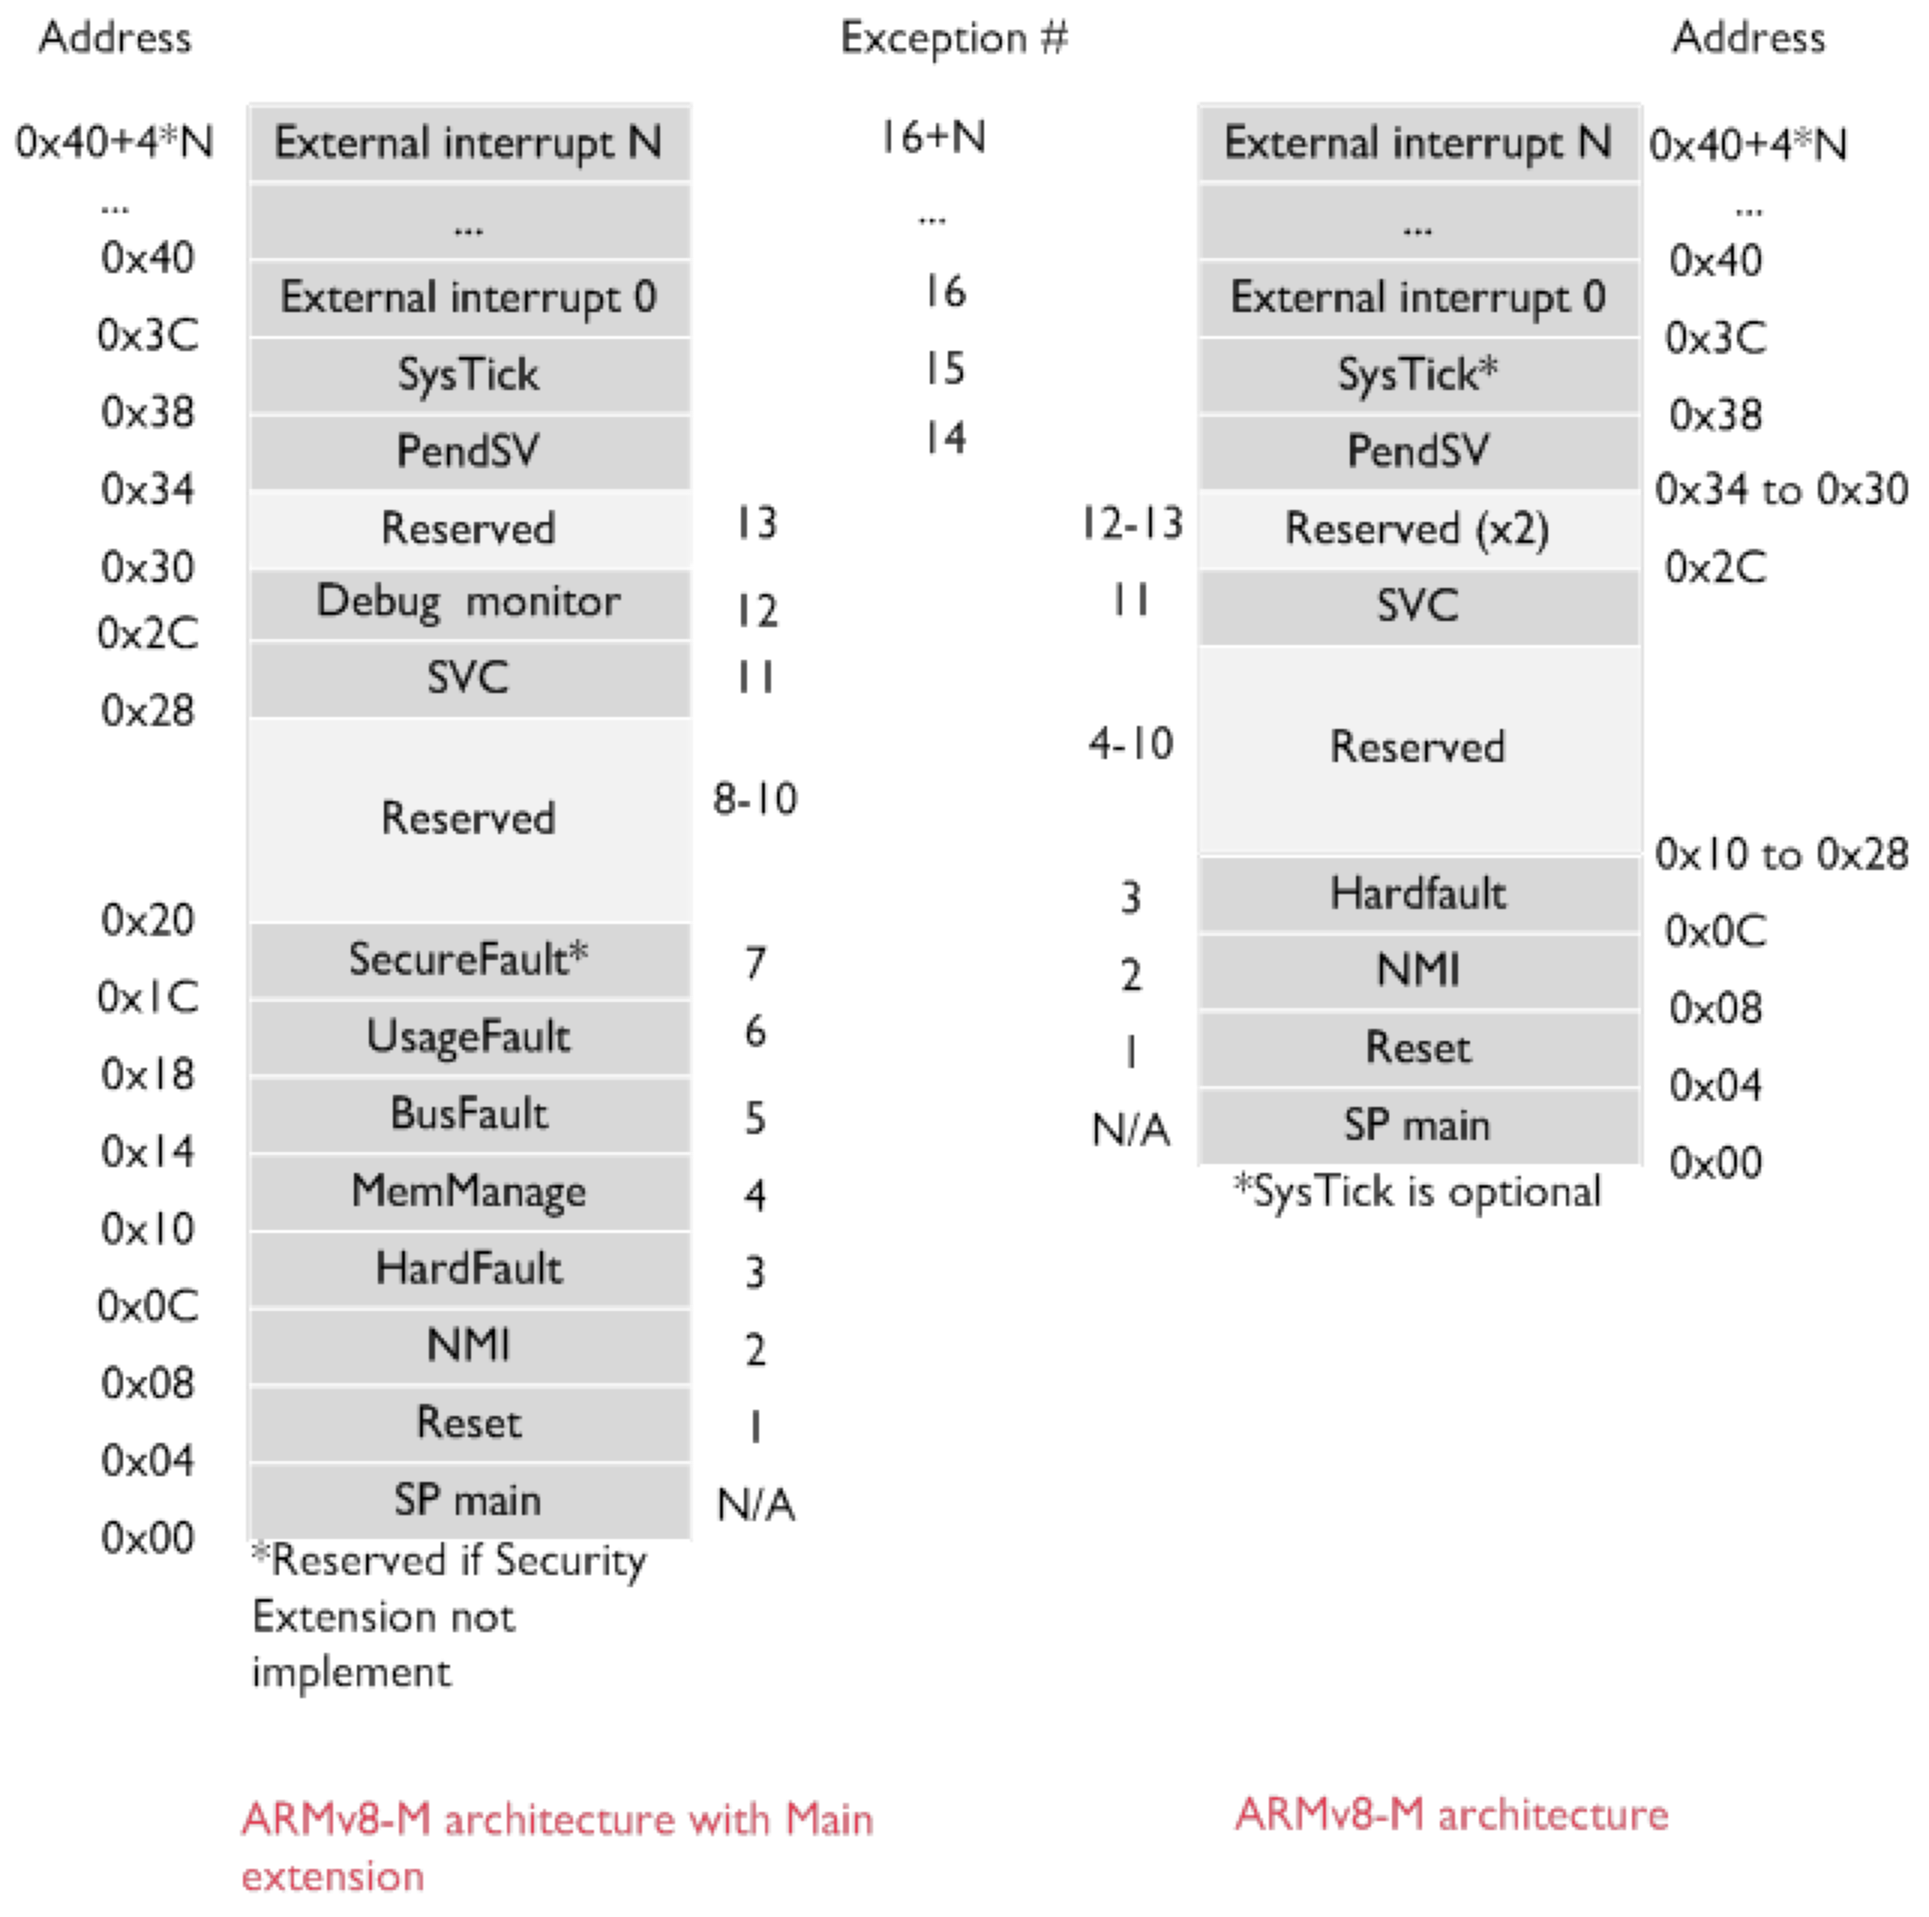 Address Exception # Address
0x40+4*N External interrupt N 16+N External interrupt N 0x40+4*N
... ... ... ... ...
0x40 0x40
External interrupt 0 16 External interrupt 0
0x3C 0x3C
SysTick 15 SysTick*
0x38 0x38
PendSV 14 PendSV
0x34 0x34 to 0x30
Reserved 13 12-13 Reserved (x2)
0x30 0x2C
Debug monitor 12 11 SVC
0x2C
SVC 11
0x28
4-10 Reserved
Reserved 8-10
0x10 to 0x28
3 Hardfault
0x20 0x0C
SecureFault* 7 2 NMI
0x1C 0x08
UsageFault 6 1 Reset
0x18 0x04
BusFault 5 N/A SP main
0x14 0x00
MemManage 4 *SysTick is optional
0x10
HardFault 3
0x0C
NMI 2
0x08
Reset 1
0x04
SP main N/A
0x00
*Reserved if Security
Extension not
implement
ARMv8-M architecture with Main
extension
ARMv8-M architecture